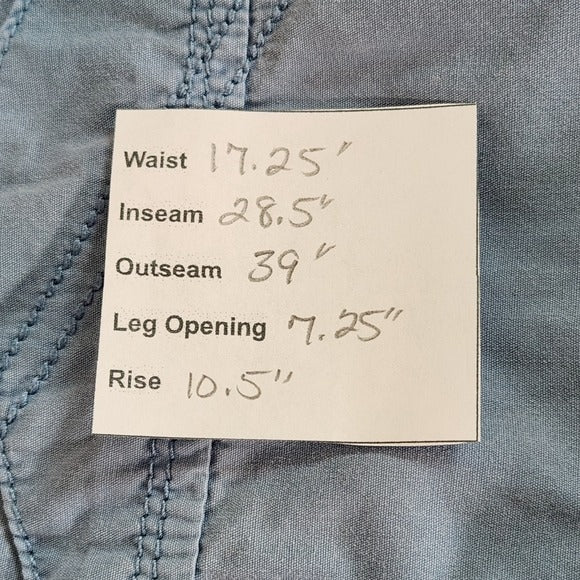 Waist 17.25"
Inseam 28.5"
Outseam 39"
Leg Opening 7.25"
Rise 10.5"